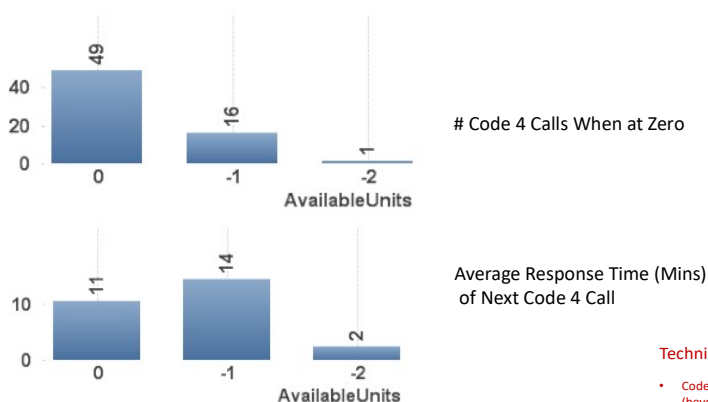 49
40
16
20
1
0
0 -1 -2
AvailableUnits
# Code 4 Calls When at Zero
11
14
10
2
0
0 -1 -2
AvailableUnits
Average Response Time (Mins)
of Next Code 4 Call
Techni
• Code